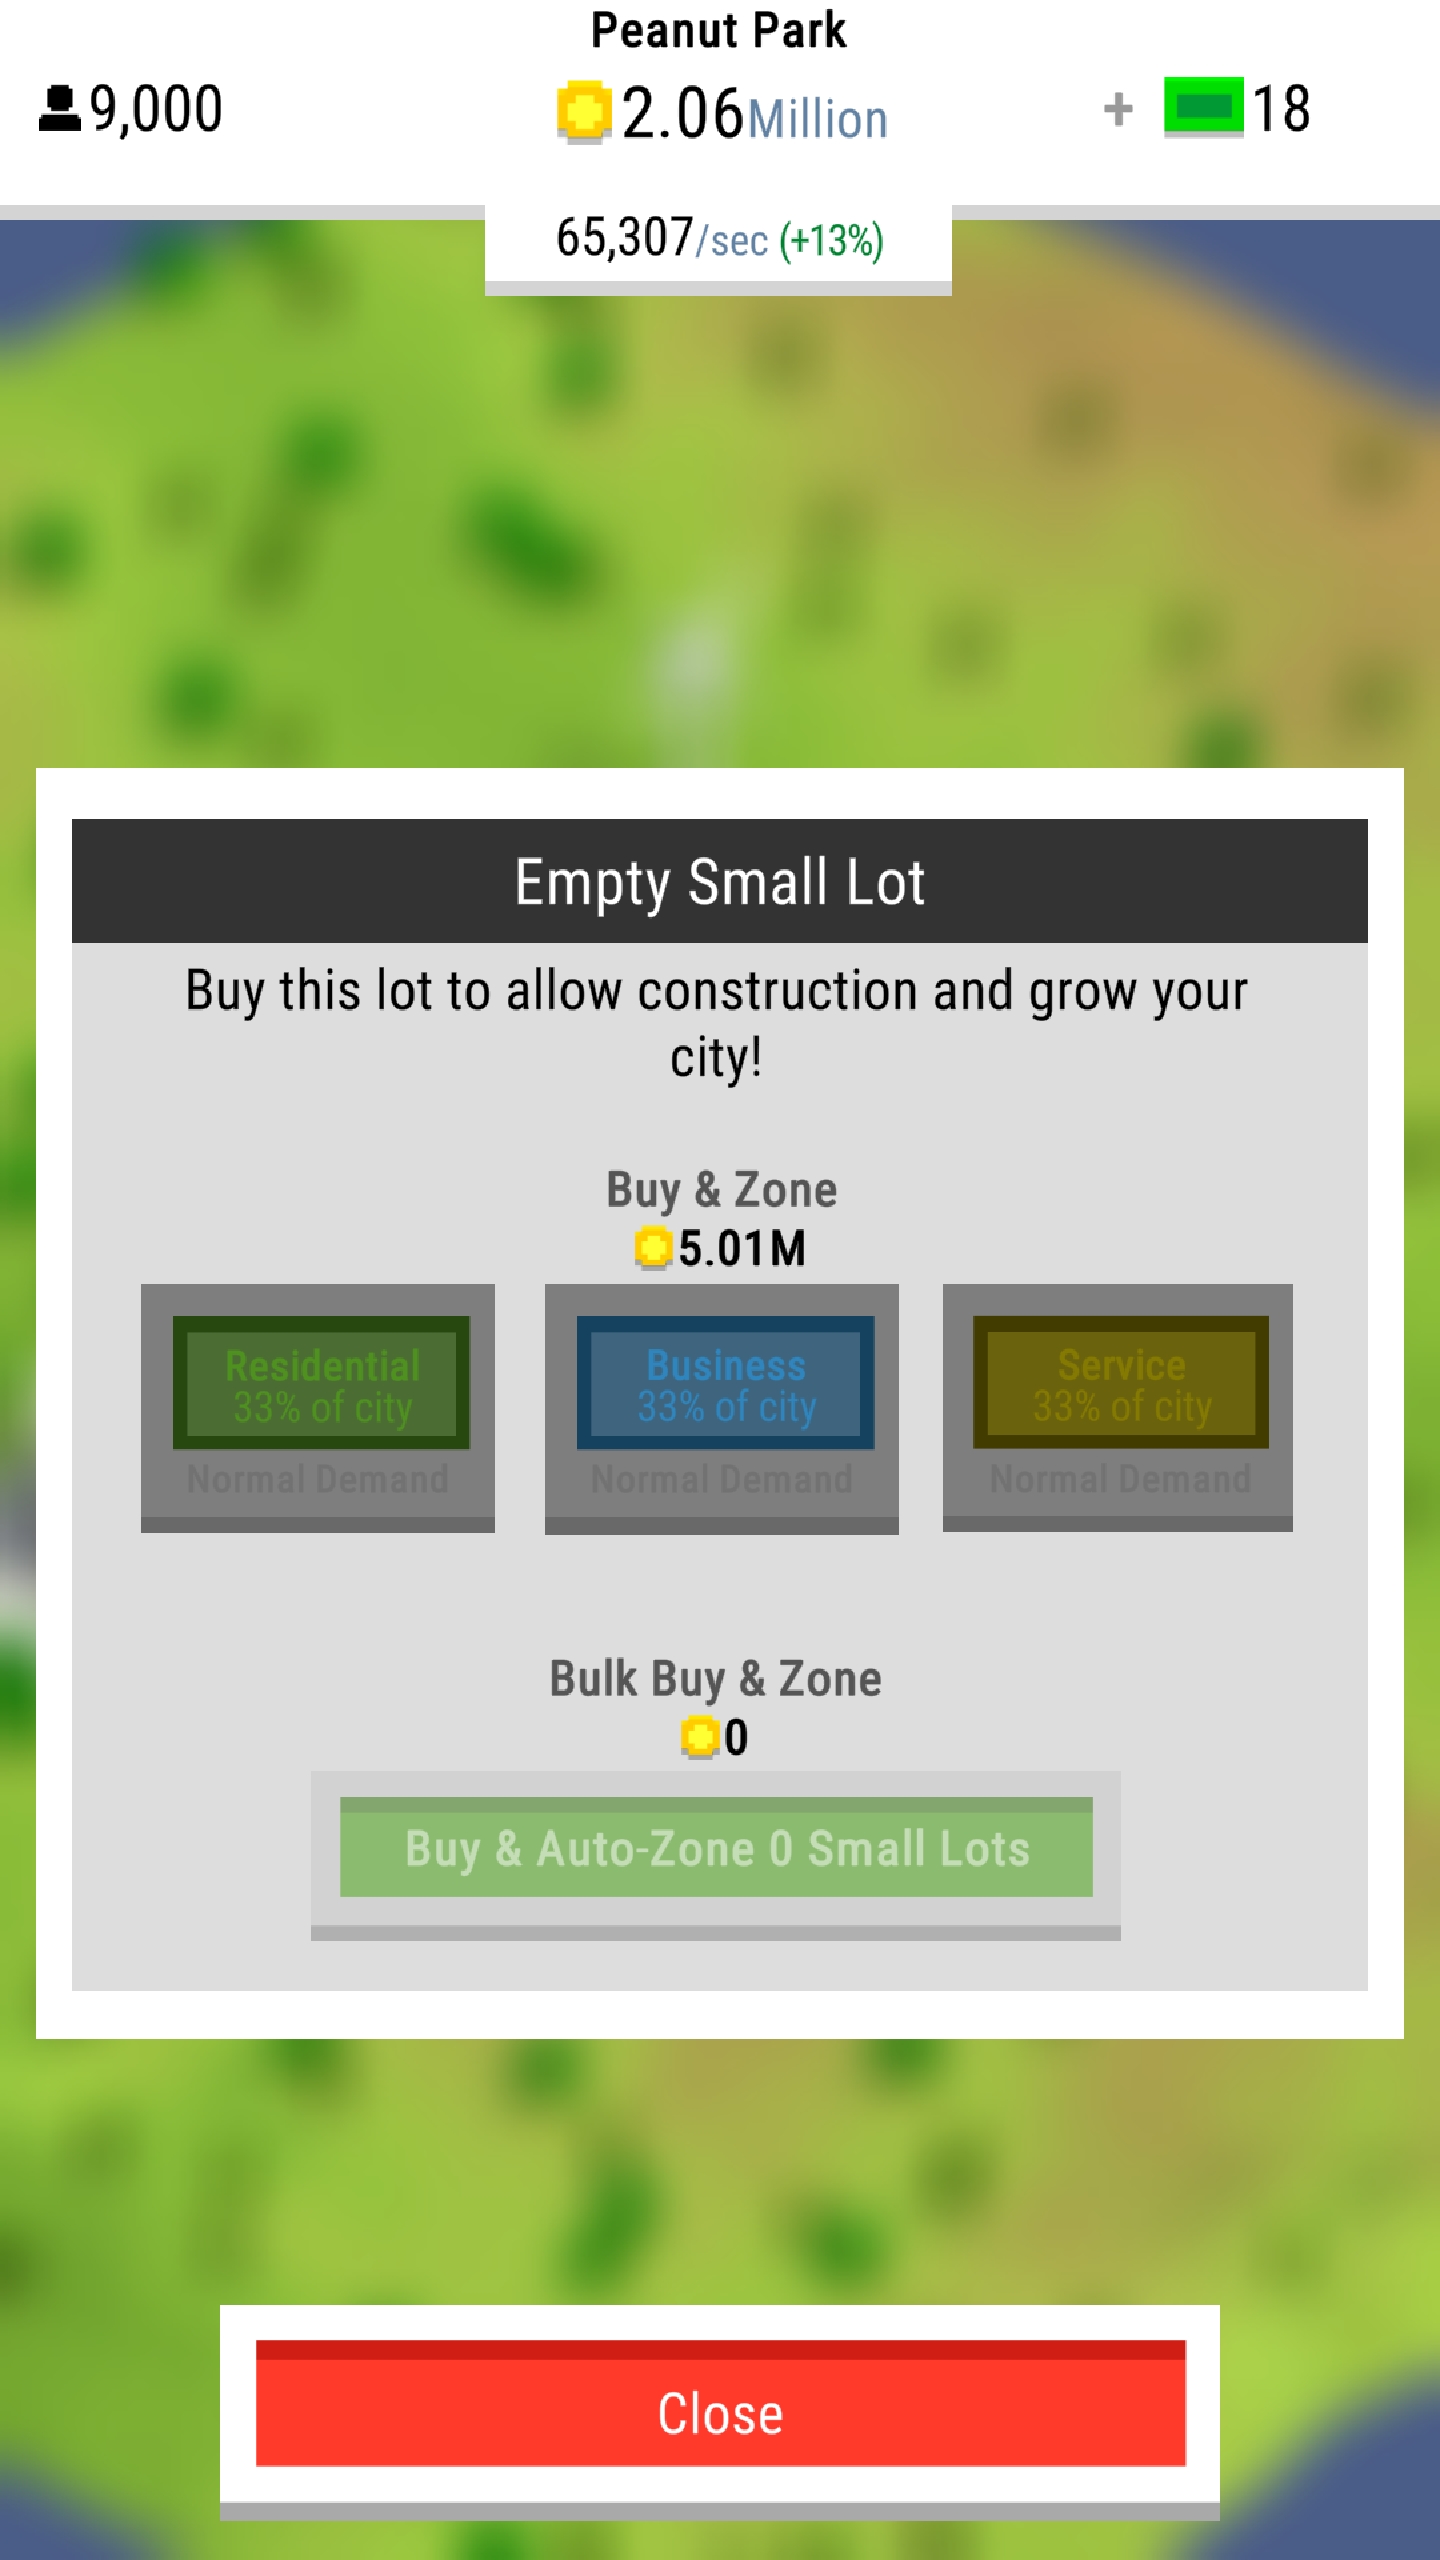 Peanut Park
9,000
2.06Million
+ 18
65,307/sec (+13%)
Empty Small Lot
Buy this lot to allow construction and grow your
city!
Buy & Zone
5.01M
Residential
33% of city
Normal Demand
Business
33% of city
Normal Demand
Service
33% of city
Normal Demand
Bulk Buy & Zone
0
Buy & Auto-Zone 0 Small Lots
Close